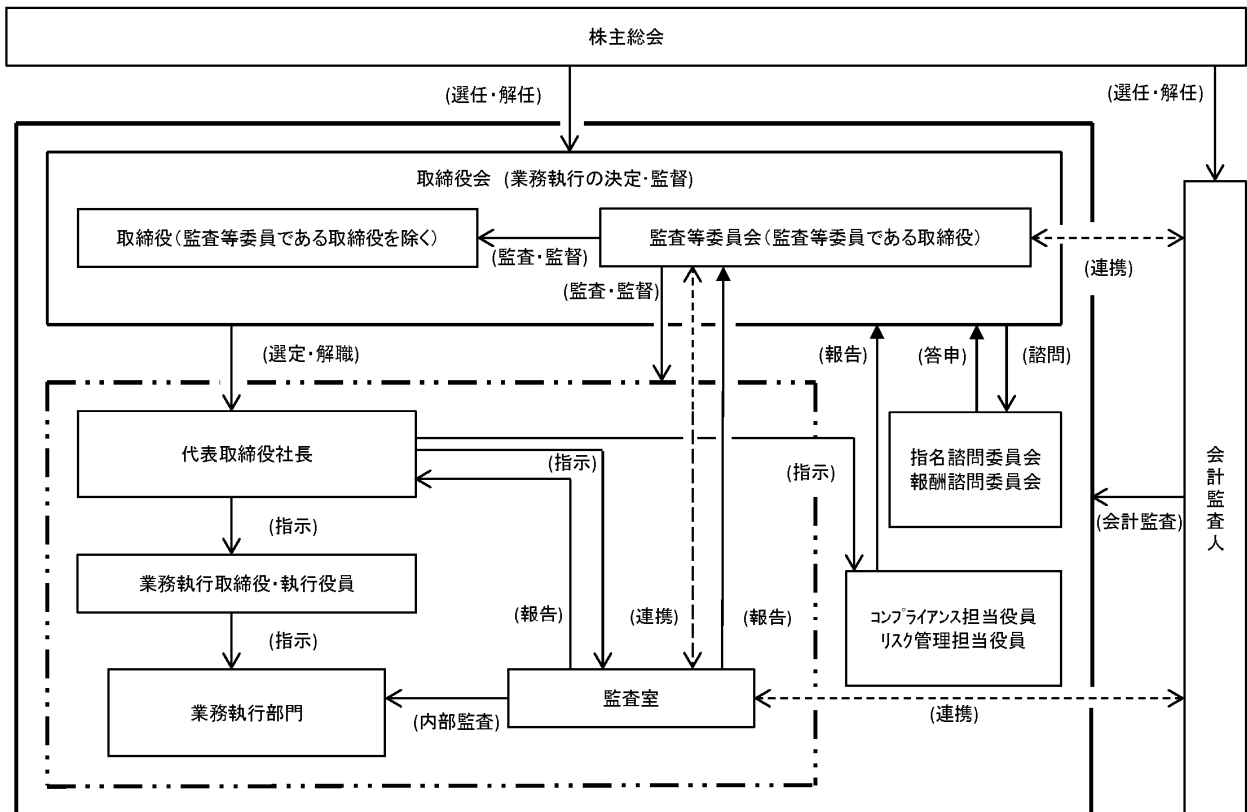 株主総会
(選任・解任)
(選任・解任)
取締役会 (業務執行の決定・監督)
取締役(監査等委員である取締役を除く)
監査等委員会(監査等委員である取締役)
(監査・監督)
(監査・監督)
(連携)
(選定・解職)
(報告)
(答申)
(諮問)
代表取締役社長
(指示)
(指示)
指名諮問委員会
報酬諮問委員会
(会計監査)
会計監査人
(指示)
業務執行取締役・執行役員
(報告)
(連携)
(報告)
コンプライアンス担当役員
リスク管理担当役員
(指示)
業務執行部門
(内部監査)
監査室
(連携)